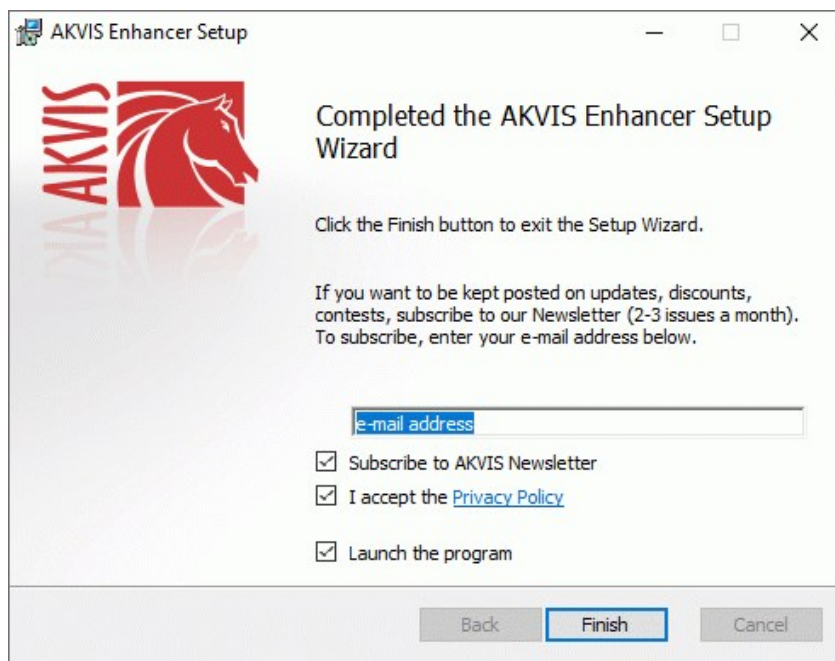 AKVIS Enhancer Setup
AKVIS
Completed the AKVIS Enhancer Setup
Wizard
Click the Finish button to exit the Setup Wizard.
If you want to be kept posted on updates, discounts,
contests, subscribe to our Newsletter (2-3 issues a month).
To subscribe, enter your e-mail address below.
e-mail address
Subscribe to AKVIS Newsletter
I accept the Privacy Policy
Launch the program
Back Finish Cancel